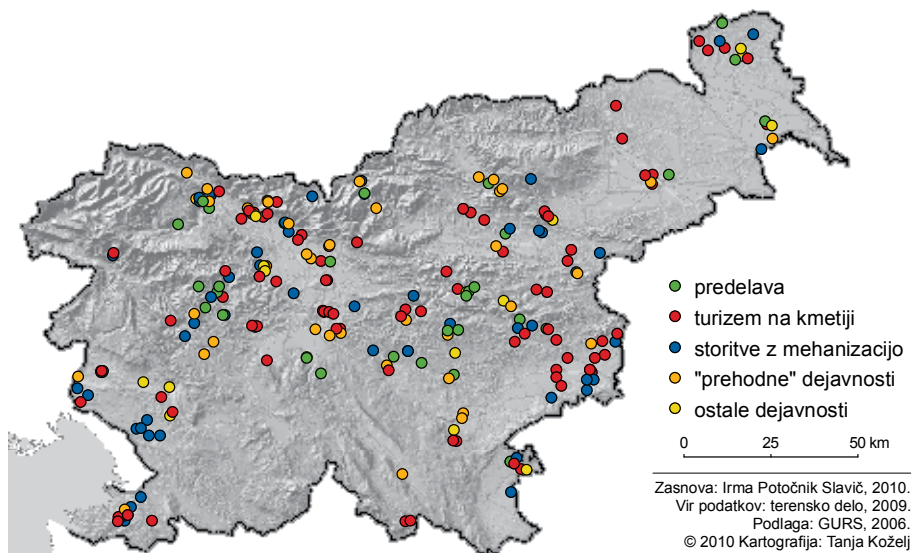 predelava
turizem na kmetiji
storitve z mehanizacijo
"prehodne" dejavnosti
ostale dejavnosti
0 25 50 km
Zasnova: Irma Potočnik Slavič, 2010.
Vir podatkov: terensko delo, 2009.
Podlaga: GURS, 2006.
© 2010 Kartografija: Tanja Koželj